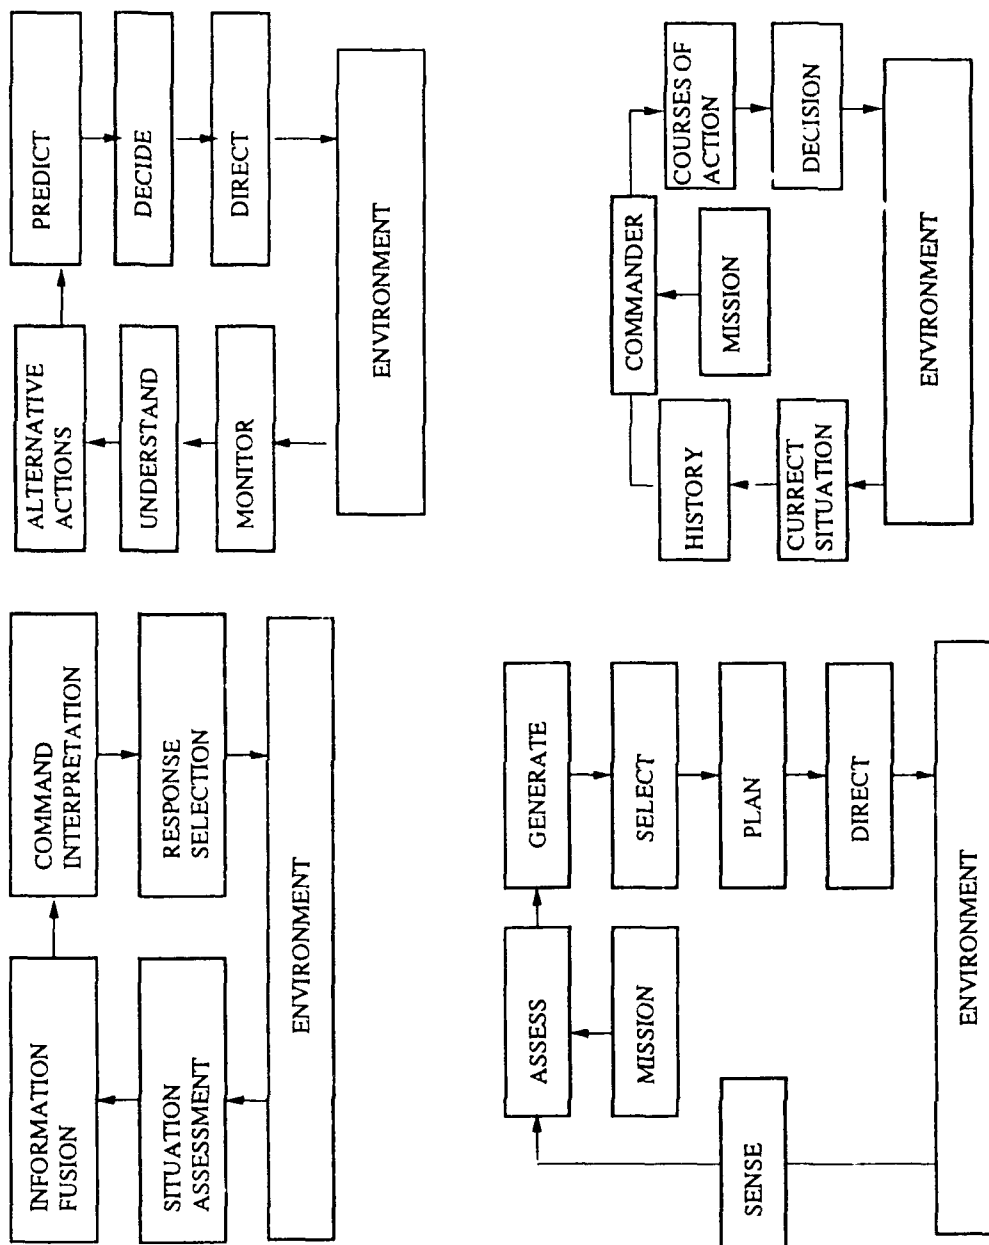 INFORMATION
FUSION
COMMAND
INTERPRETATION
SITUATION
ASSESSMENT
RESPONSE
SELECTION
ENVIRONMENT
ALTERNATIVE
ACTIONS
PREDICT
UNDERSTAND
DECIDE
MONITOR
DIRECT
ENVIRONMENT
ASSESS
GENERATE
MISSION
SELECT
SENSE
PLAN
DIRECT
ENVIRONMENT
COMMANDER
HISTORY
MISSION
COURSES OF
ACTION
CURRECT
SITUATION
DECISION
ENVIRONMENT